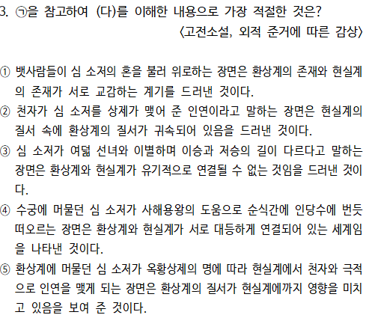 3. ㉠을 참고하여 (다)를 이해한 내용으로 가장 적절한 것은?
<고전소설, 외적 준거에 따른 감상>
① 뱃사람들이 심 소저의 혼을 불러 위로하는 장면은 환상계의 존재와 현실계
의 존재가 서로 교감하는 계기를 드러낸 것이다.
② 천자가 심 소저를 상제가 맺어 준 인연이라고 말하는 장면은 현실계의
질서 속에 환상계의 질서가 귀속되어 있음을 드러낸 것이다.
③ 심 소저가 여덟 선녀와 이별하며 이승과 저승의 길이 다르다고 말하는
장면은 환상계와 현실계가 유기적으로 연결될 수 없는 것임을 드러낸 것이
다.
④ 수궁에 머물던 심 소저가 사해용왕의 도움으로 순식간에 인당수에 번듯
떠오르는 장면은 환상계와 현실계가 서로 대등하게 연결되어 있는 세계임
을 나타낸 것이다.
⑤ 환상계에 머물던 심 소저가 옥황상제의 명에 따라 현실계에서 천자와 극적
으로 인연을 맺게 되는 장면은 환상계의 질서가 현실계에까지 영향을 미치
고 있음을 보여 준 것이다.